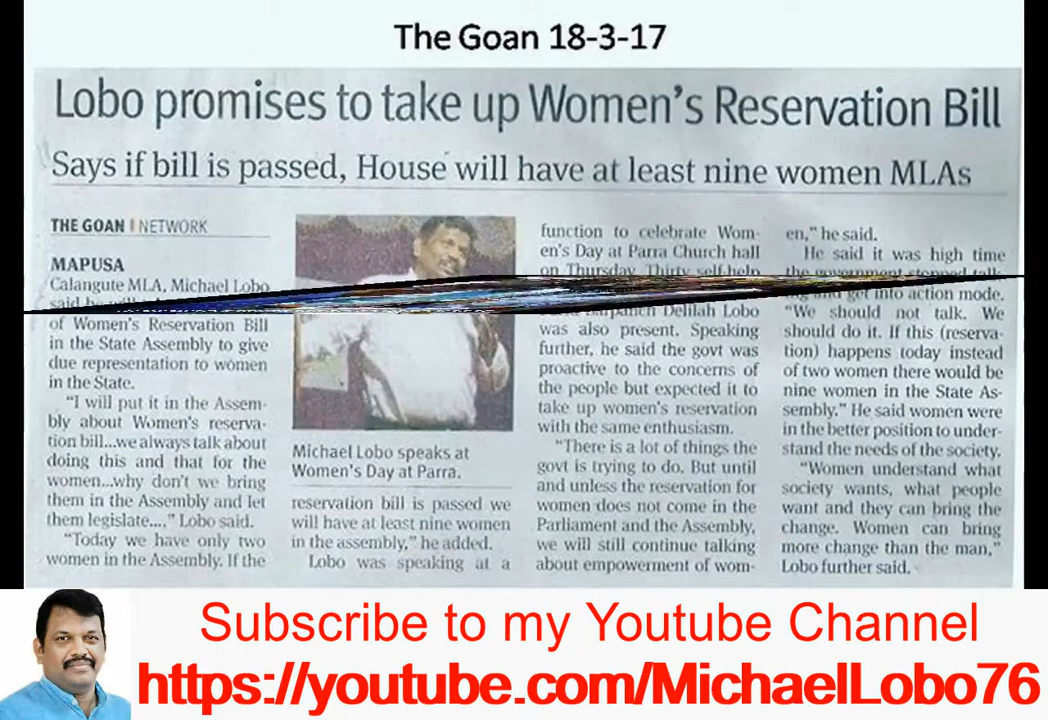 The Goan 18-3-17
Lobo promises to take up Women's Reservation Bill
Says if bill is passed, House will have at least nine women MLAs
THE GOAN | NETWORK
MAPUSA
Calangute MLA, Michael Lobo
said
of Women's Reservation Bill
in the State Assembly to give
due representation to women
in the State.
"I will put it in the Assem-
bly about Women's reserva-
tion bill...we always talk about
doing this and that for the
women...why don't we bring
them in the Assembly and let
them legislate....," Lobo said.
"Today we have only two
women in the Assembly. If the
Michael Lobo speaks at
Women's Day at Parra.
reservation bill is passed we
will have at least nine women
in the assembly," he added.
Lobo was speaking at a
function to celebrate Wom-
en's Day at Parra Church hall
on Thursday. Thirty self-help
Delilah Lobo
was also present. Speaking
further, he said the govt was
proactive to the concerns of
the people but expected it to
take up women's reservation
with the same enthusiasm.
"There is a lot of things the
govt is trying to do. But until
and unless the reservation for
women does not come in the
Parliament and the Assembly,
we will still continue talking
about empowerment of wom-
en," he said.
He said it was high time
the government stopped talk-
ing and get into action mode.
"We should not talk. We
should do it. If this (reserva-
tion) happens today instead
of two women there would be
nine women in the State As-
sembly." He said women were
in the better position to under-
stand the needs of the society.
"Women understand what
society wants, what people
want and they can bring the
change. Women can bring
more change than the man,"
Lobo further said.
Subscribe to my Youtube Channel
https://youtube.com/MichaelLobo76